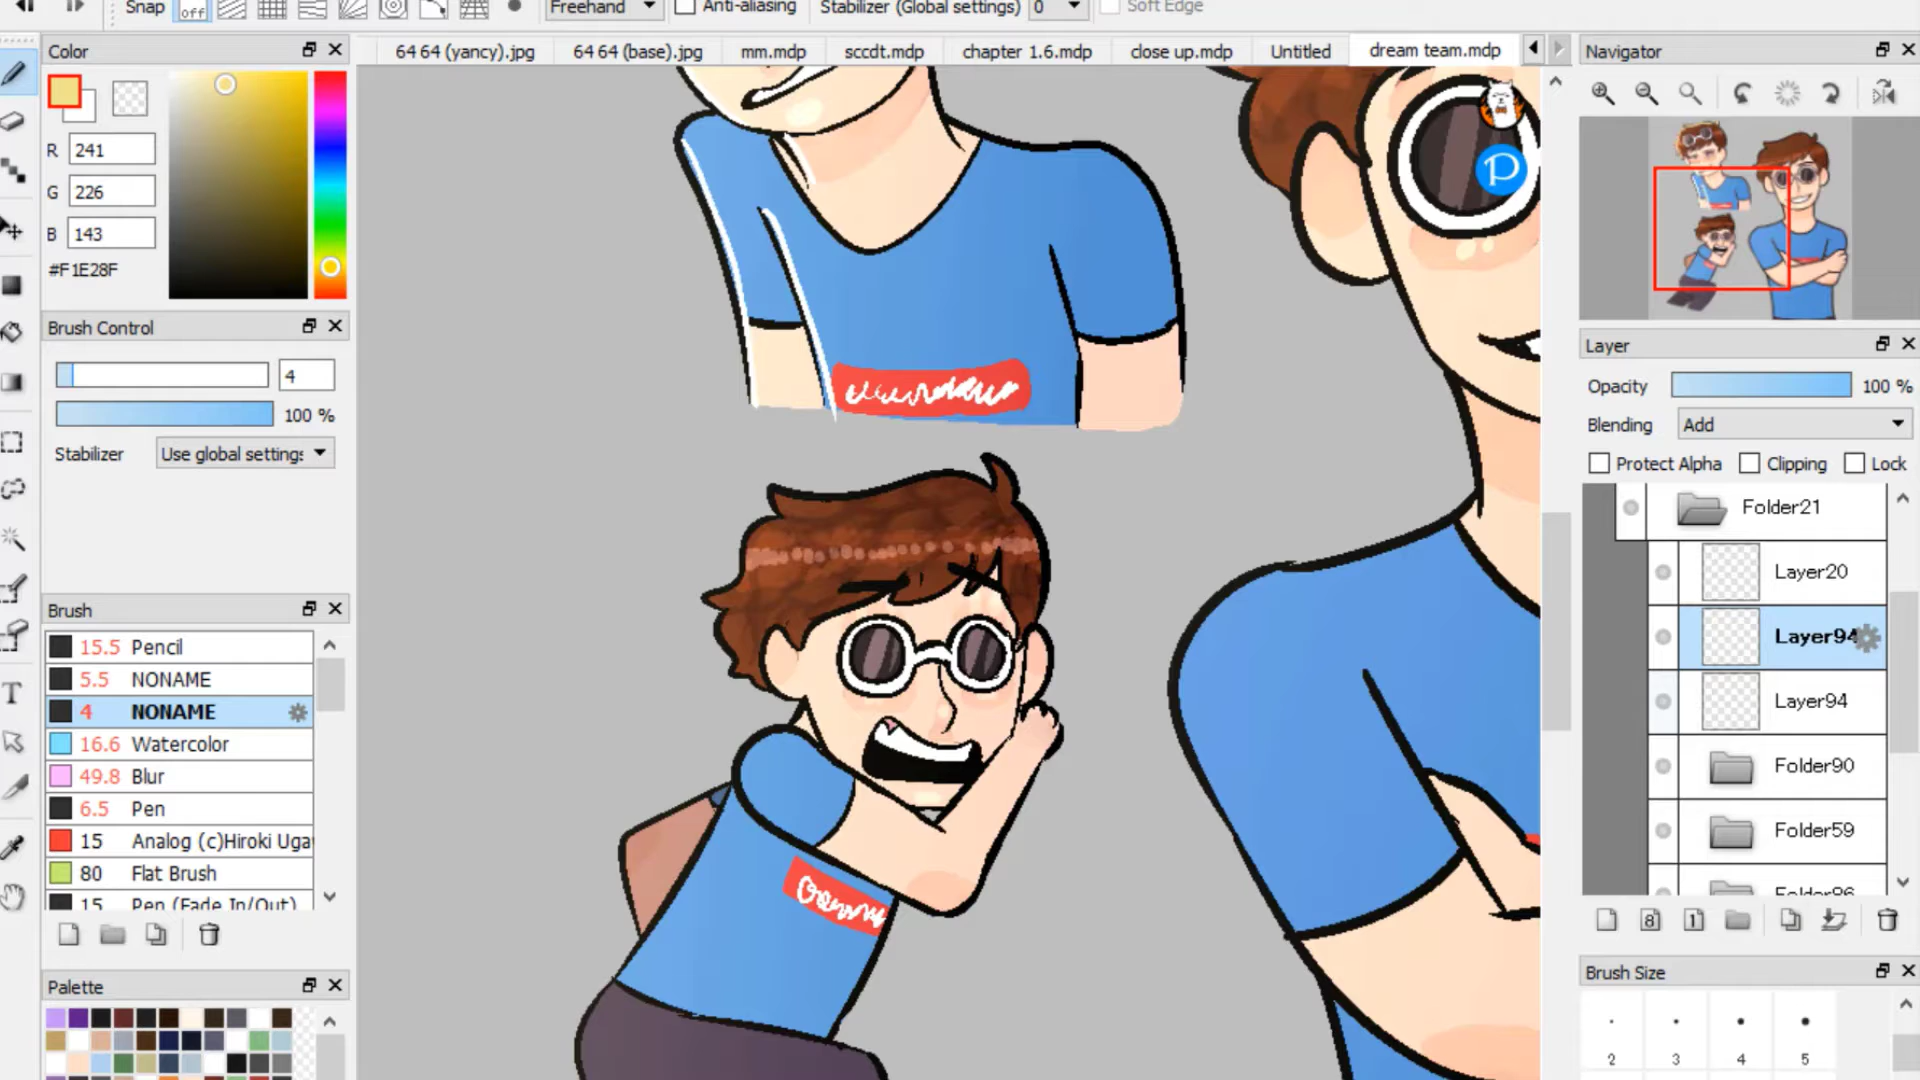 Snap
off
Freehand
Anti-aliasing
Stabilizer (Global settings)
0
Soft Edge
Color
64 64 (yancy).jpg
64 64 (base).jpg
mm.mdp
sccdt.mdp
chapter 1.6.mdp
close up.mdp
Untitled
dream team.mdp
Navigator
R 241
G 226
B 143
#F1E28F
Brush Control
4
100 %
Stabilizer
Use global settings
Brush
15.5 Pencil
5.5 NONAME
4 NONAME
16.6 Watercolor
49.8 Blur
6.5 Pen
15 Analog (c)Hiroki Uga
80 Flat Brush
15 Pen (Fade In/Out)
Palette
P
Layer
Opacity
100 %
Blending
Add
Protect Alpha
Clipping
Lock
Folder21
Layer20
Layer94
Layer94
Folder90
Folder59
8
1
Brush Size
2
3
4
5